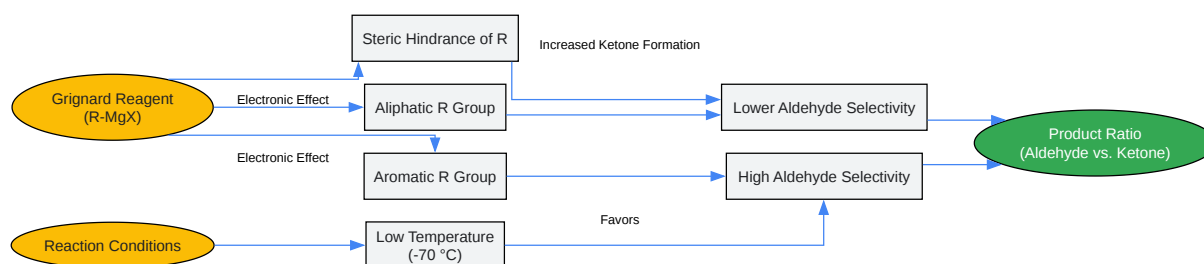 Steric Hindrance of R
Increased Ketone Formation
Grignard Reagent
(R-MgX)
Electronic Effect
Aliphatic R Group
Lower Aldehyde Selectivity
Product Ratio
(Aldehyde vs. Ketone)
Electronic Effect
Aromatic R Group
High Aldehyde Selectivity
Favors
Reaction Conditions
Low Temperature
(-70 °C)